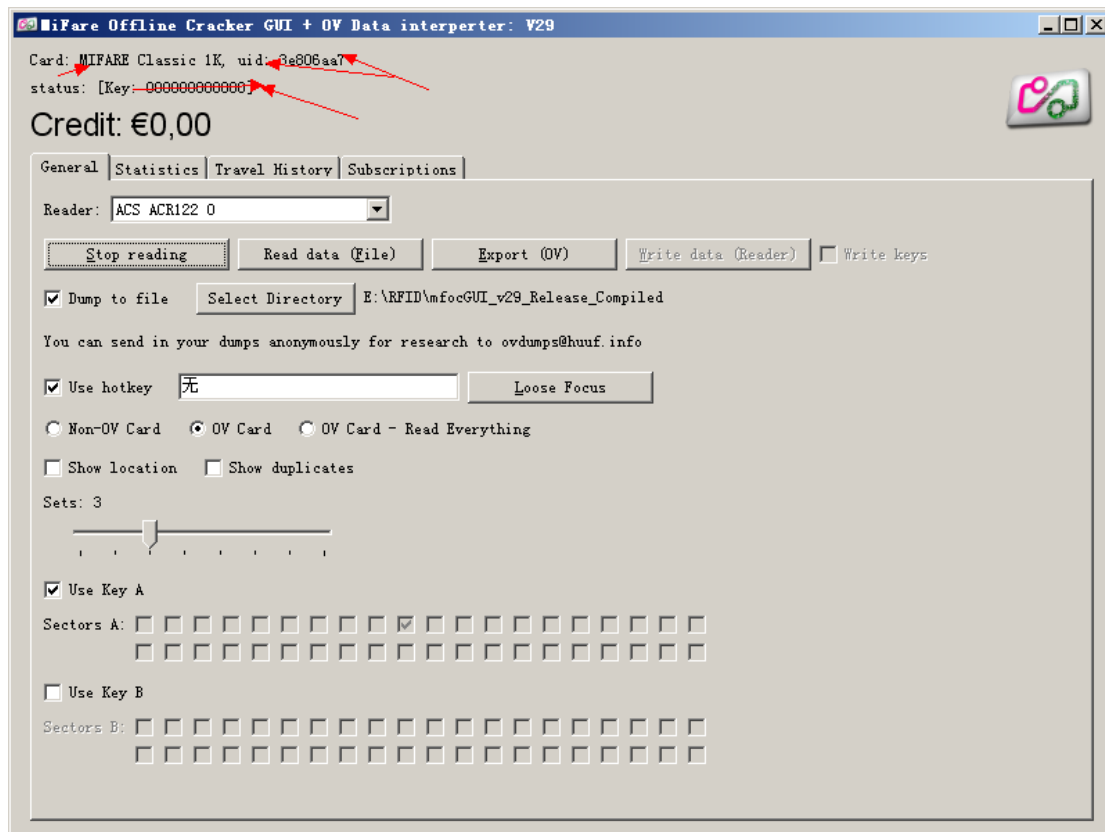 MiFare Offline Cracker GUI + OV Data interperter: V29
Card: MIFARE Classic 1K, uid: 3e806aa7
status: [Key: 000000000000]
Credit: €0,00
General Statistics Travel History Subscriptions
Reader: ACS ACR122 0
Stop reading Read data (File) Export (OV) Write data (Reader) Write keys
Dump to file Select Directory E:\RFID\mfocGUI_v29_Release_Compiled
You can send in your dumps anonymously for research to ovdumps@huuf.info
Use hotkey 无 Loose Focus
Non-OV Card OV Card - Read Everything
Show location Show duplicates
Sets: 3
Use Key A
Sectors A:
Use Key B
Sectors B: